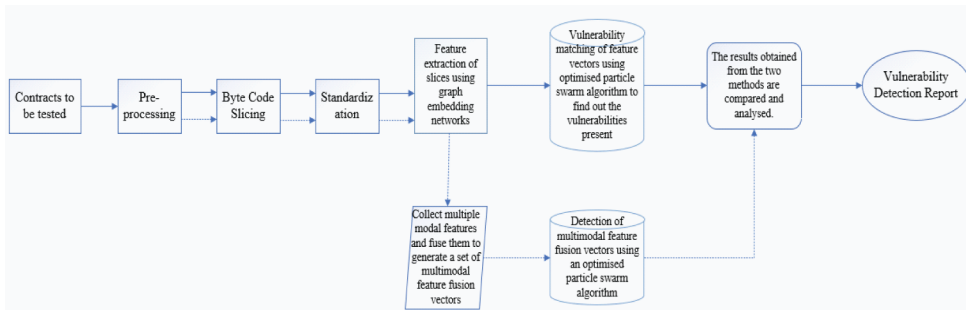 Contracts to
be tested
Pre-
processing
Byte Code
Slicing
Standardiz
ation
Feature
extraction of
slices using
graph
embedding
networks
Vulnerability
matching of feature
vectors using
optimised particle
swarm algorithm to
find out the
vulnerabilities
present
The results obtained
from the two
methods are
compared and
analysed.
Vulnerability
Detection Report
Collect multiple
modal features
and fuse them to
generate a set of
multimodal
feature fusion
vectors
Detection of
multimodal feature
fusion vectors using
an optimised
particle swarm
algorithm